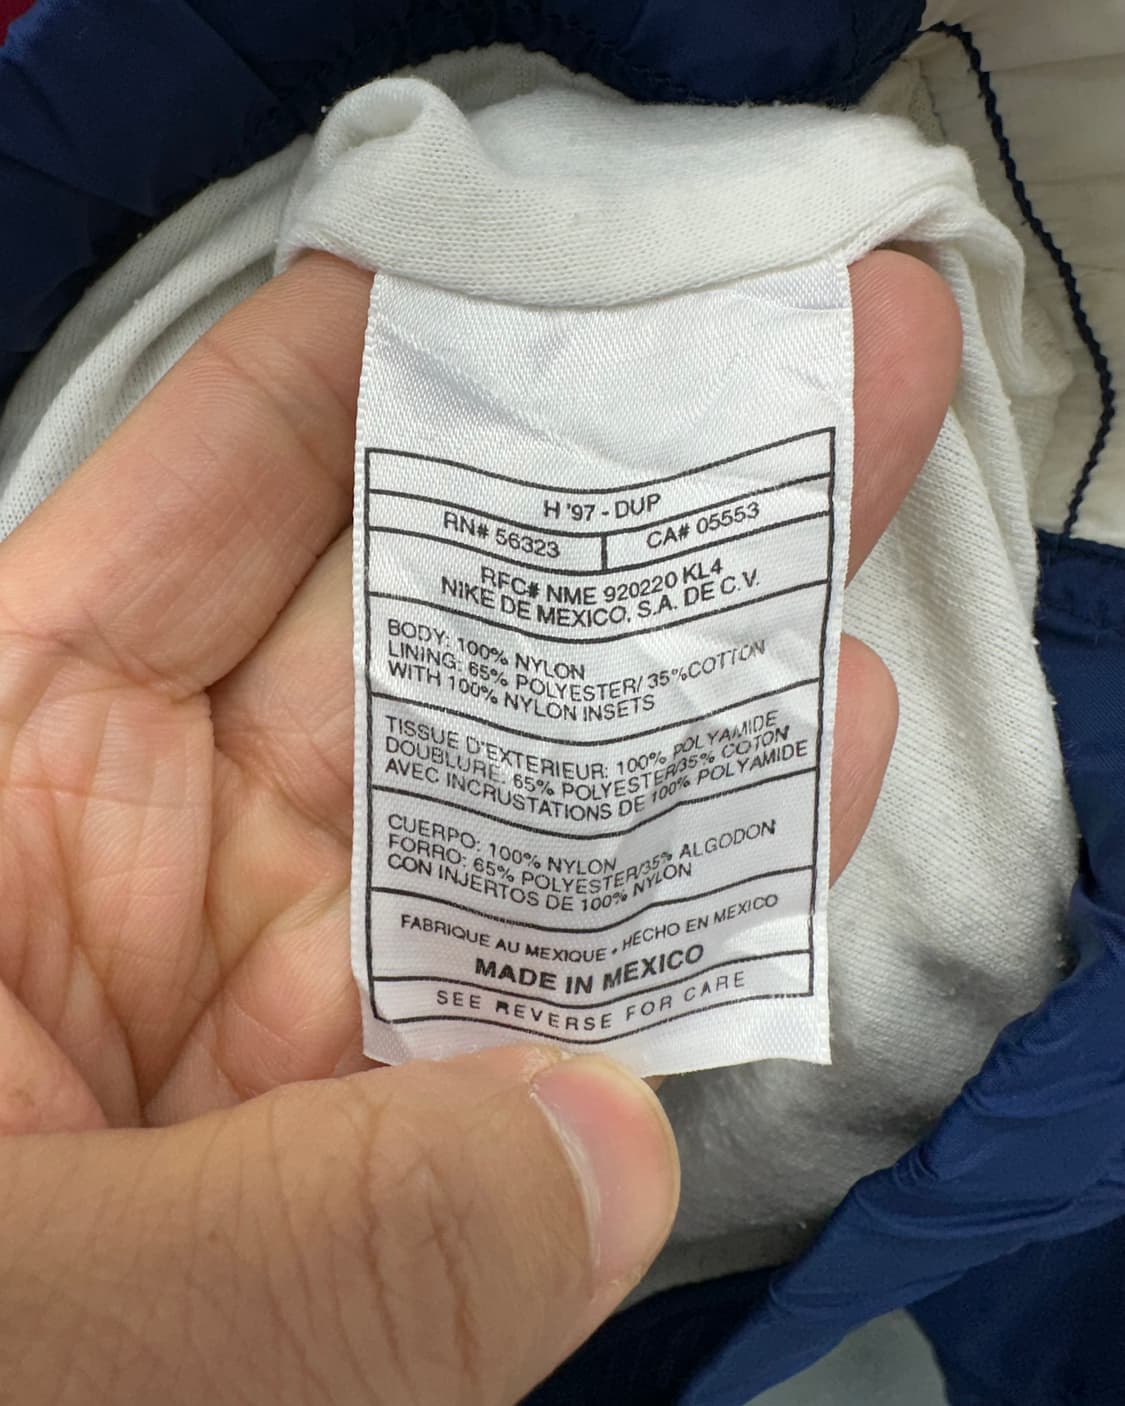 H '97 - DUP
RN# 56323 CA# 05553
RFC# NME 920220 KL4
NIKE DE MEXICO. S.A. DE C.V.
BODY: 100% NYLON
LINING: 65% POLYESTER/ 35%COTTON
WITH 100% NYLON INSETS
TISSUE D'EXTERIEUR: 100% POLYAMIDE
DOUBLURE: 65% POLYESTER/35% COTON
AVEC INCRUSTATIONS DE 100% POLYAMIDE
CUERPO: 100% NYLON
FORRO: 65% POLYESTER/35% ALGODON
CON INJERTOS DE 100% NYLON
FABRIQUE AU MEXIQUE • HECHO EN MEXICO
MADE IN MEXICO
SEE REVERSE FOR CARE